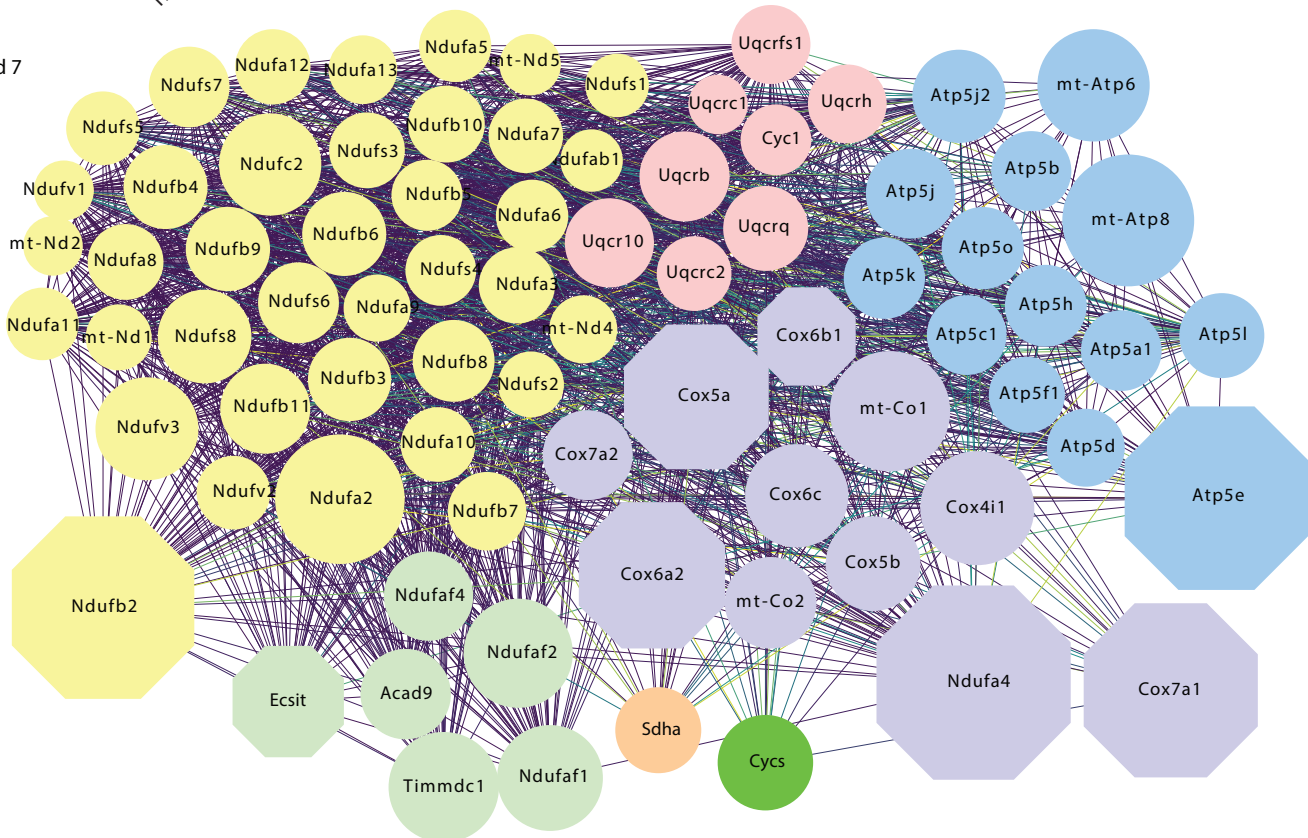 d 7
Ndufa5
Uqcrfs1
mt-Nd5
Ndufa12
Ndufa13
Ndufs7
Ndufs1
mt-Atp6
Atp5j2
Uqcrc1
Uqcrh
Ndufs5
Ndufb10
Ndufa7
Cyc1
Ndufs3
dufab1
Ndufc2
Atp5b
Uqcrb
Ndufv1
Ndufb4
Ndufb5
Atp5j
Ndufa6
mt-Atp8
Uqcrq
Ndufb6
mt-Nd2
Ndufb9
Uqcr10
Atp5o
Ndufa8
Ndufs4
Uqcrc2
Atp5k
Ndufa3
Ndufs6
Ndufa9
Atp5h
Ndufa11
mt-Nd1
Ndufs8
mt-Nd4
Cox6b1
Atp5c1
Atp5l
Atp5a1
Ndufb8
Ndufb3
Ndufs2
Cox5a
Atp5f1
Ndufb11
mt-Co1
Ndufv3
Ndufa10
Atp5d
Cox7a2
Ndufv2
Ndufa2
Ndufb7
Cox6c
Cox4i1
Atp5e
Cox5b
Cox6a2
Ndufaf4
mt-Co2
Ndufb2
Ndufaf2
Ndufa4
Cox7a1
Ecsit
Acad9
Sdha
Cycs
Ndufaf1
Timmdc1